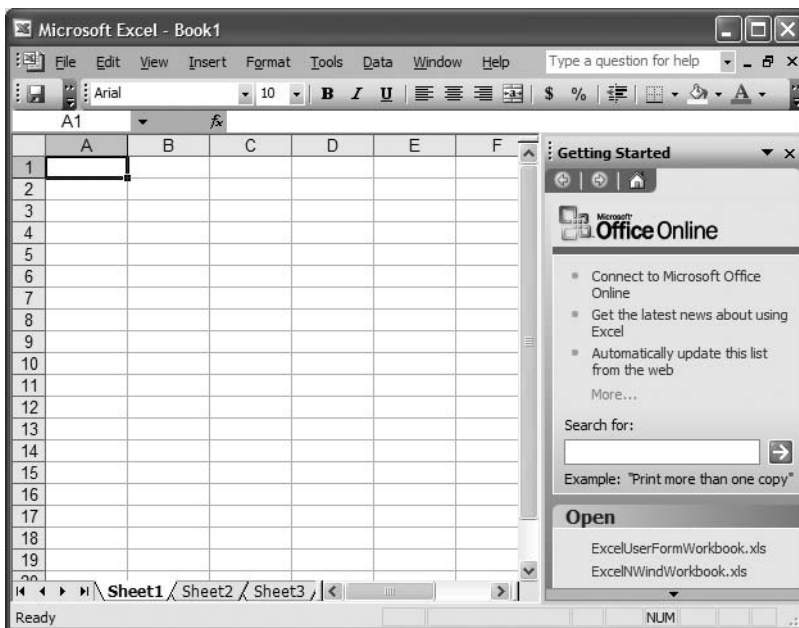 Microsoft Excel - Book1
File Edit View Insert Format Tools Data Window Help Type a question for help
Arial 10 B I U $ % A
A1 fx
A B C D E F
1
2
3
4
5
6
7
8
9
10
11
12
13
14
15
16
17
18
19
20
Getting Started
Microsoft
Office Online
Connect to Microsoft Office
Online
Get the latest news about using
Excel
Automatically update this list
from the web
More...
Search for:
Example: "Print more than one copy"
Open
ExcelUserFormWorkbook.xls
ExcelNWindWorkbook.xls
Sheet1 Sheet2 Sheet3
Ready NUM